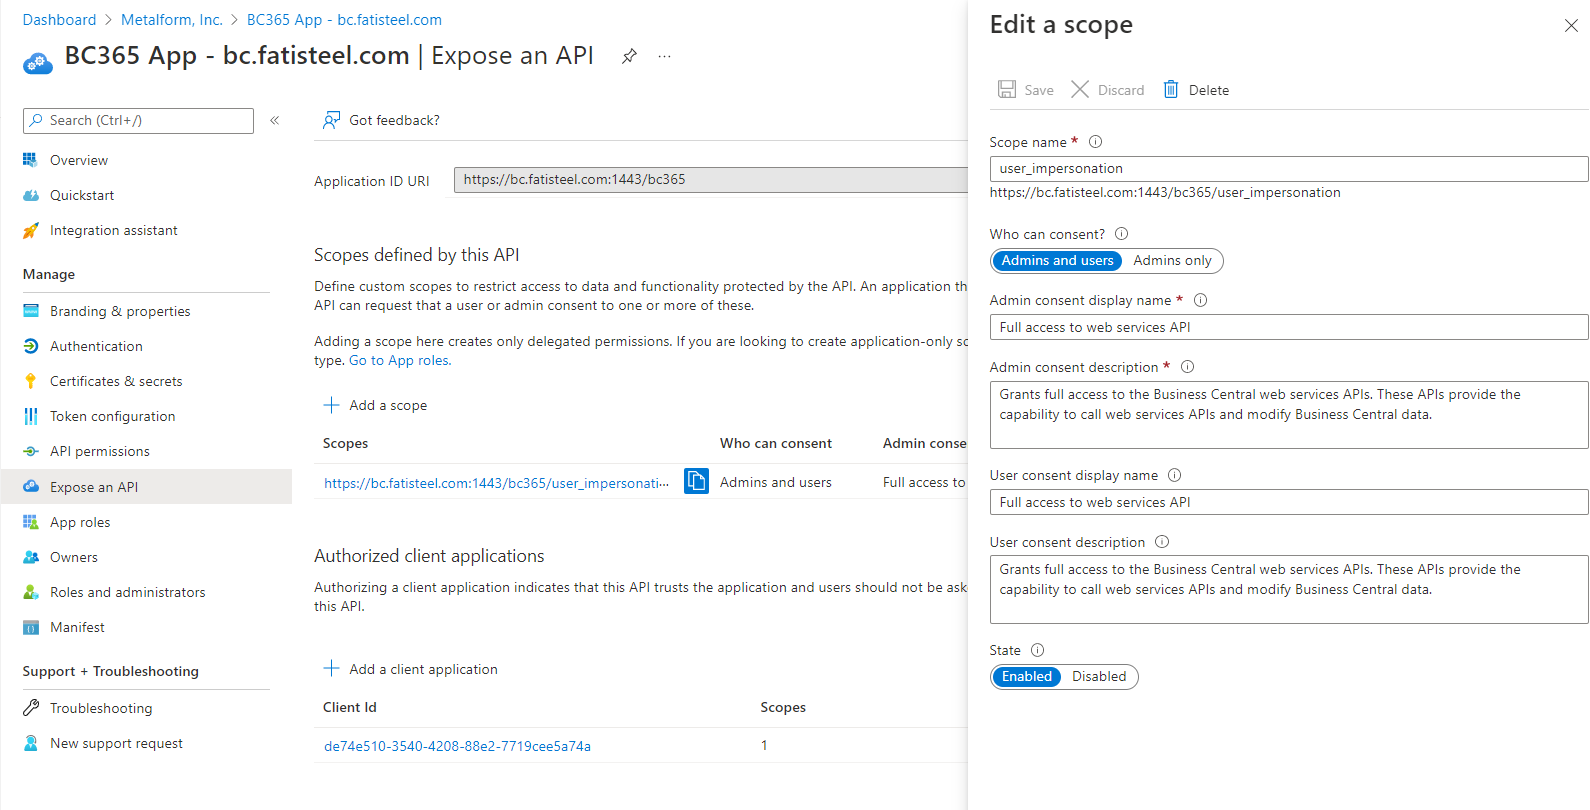 Dashboard > Metalform, Inc. > BC365 App - bc.fatisteel.com
BC365 App - bc.fatisteel.com | Expose an API
Search (Ctrl+/)
Overview
Quickstart
Integration assistant
Manage
Branding & properties
Authentication
Certificates & secrets
Token configuration
API permissions
Expose an API
App roles
Owners
Roles and administrators
Manifest
Support + Troubleshooting
Troubleshooting
New support request
Got feedback?
Application ID URI
https://bc.fatisteel.com:1443/bc365
Scopes defined by this API
Define custom scopes to restrict access to data and functionality protected by the API. An application th
API can request that a user or admin consent to one or more of these.
Adding a scope here creates only delegated permissions. If you are looking to create application-only sc
type. Go to App roles.
Add a scope
Scopes Who can consent Admin conse
https://bc.fatisteel.com:1443/bc365/user_impersonati... Admins and users Full access to
Authorized client applications
Authorizing a client application indicates that this API trusts the application and users should not be ask
this API.
Add a client application
Client Id Scopes
de74e510-3540-4208-88e2-7719cee5a74a 1
Edit a scope
Save Discard Delete
Scope name *
user_impersonation
https://bc.fatisteel.com:1443/bc365/user_impersonation
Who can consent?
Admins and users Admins only
Admin consent display name *
Full access to web services API
Admin consent description *
Grants full access to the Business Central web services APIs. These APIs provide the
capability to call web services APIs and modify Business Central data.
User consent display name
Full access to web services API
User consent description
Grants full access to the Business Central web services APIs. These APIs provide the
capability to call web services APIs and modify Business Central data.
State
Enabled Disabled